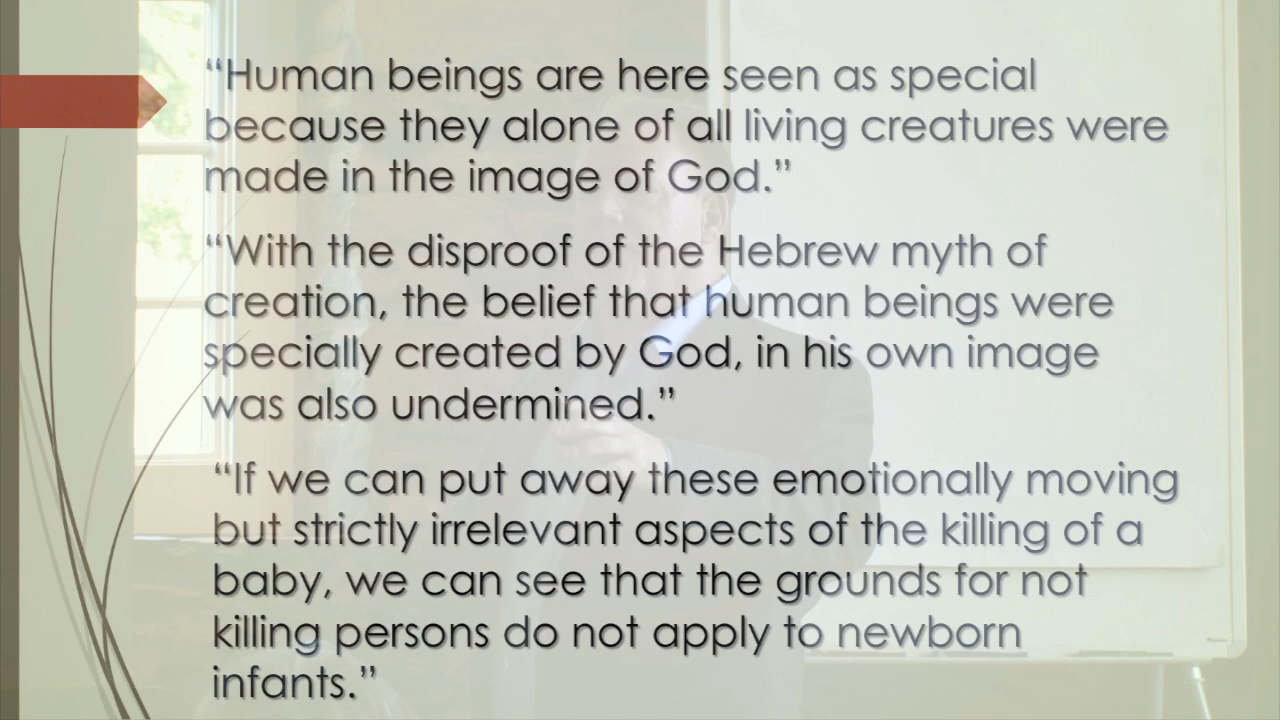 “Human beings are here seen as special
because they alone of all living creatures were
made in the image of God.”
“With the disproof of the Hebrew myth of
creation, the belief that human beings were
specially created by God, in his own image
was also undermined.”
“If we can put away these emotionally moving
but strictly irrelevant aspects of the killing of a
baby, we can see that the grounds for not
killing persons do not apply to newborn
infants.”